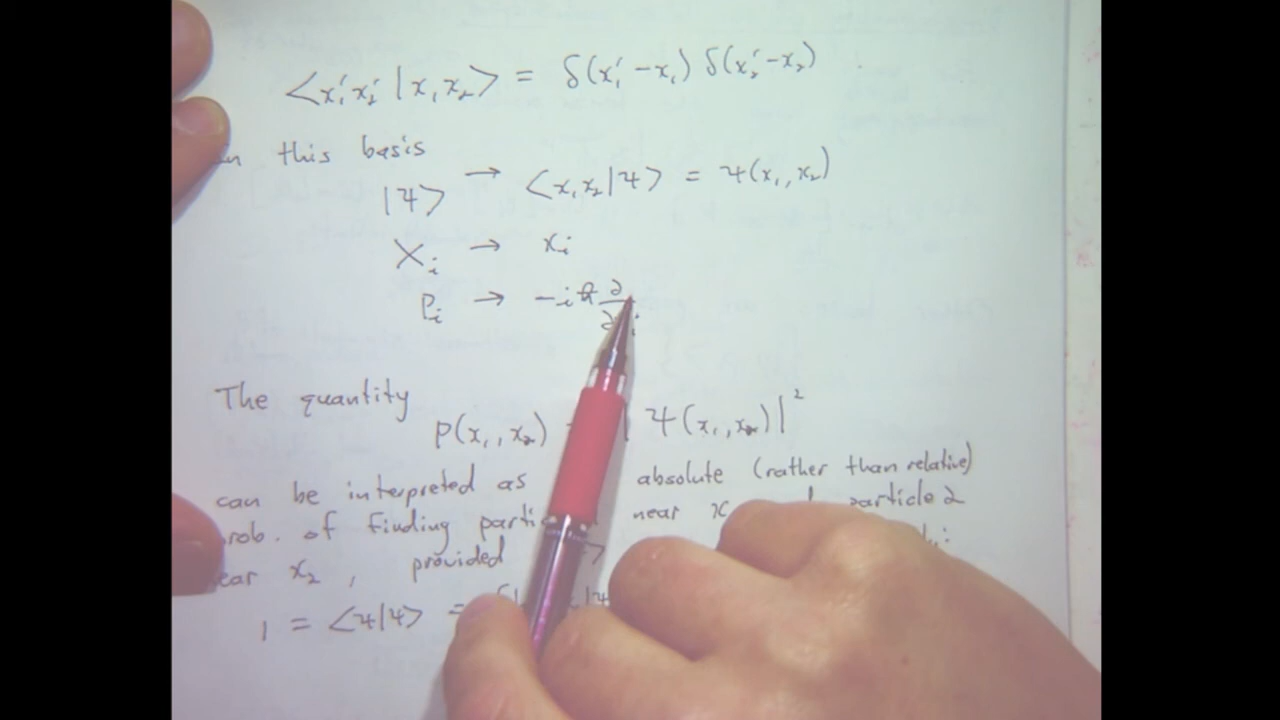 <x₁'x₂'|x₁x₂> = δ(x₁'-x₁) δ(x₂'-x₂)
this basis
|Ψ> → <x₁x₂|Ψ> = Ψ(x₁,x₂)
Xᵢ → xᵢ
Pᵢ → -iℏ ∂/∂
The quantity
P(x₁,x₂) | Ψ(x₁,x₂)|²
can be interpreted as absolute (rather than relative)
of finding near x particle 2
x₂, provided
1 = <Ψ|Ψ> =